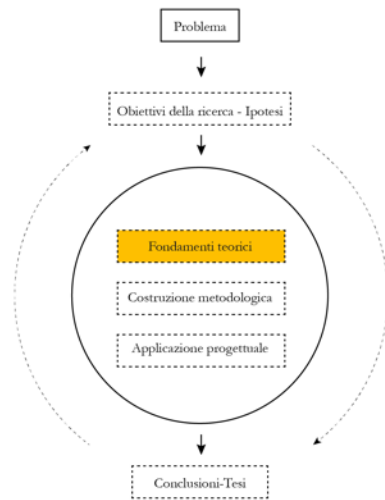 Problema
Obiettivi della ricerca - Ipotesi
Fondamenti teorici
Costruzione metodologica
Applicazione progettuale
Conclusioni-Tesi